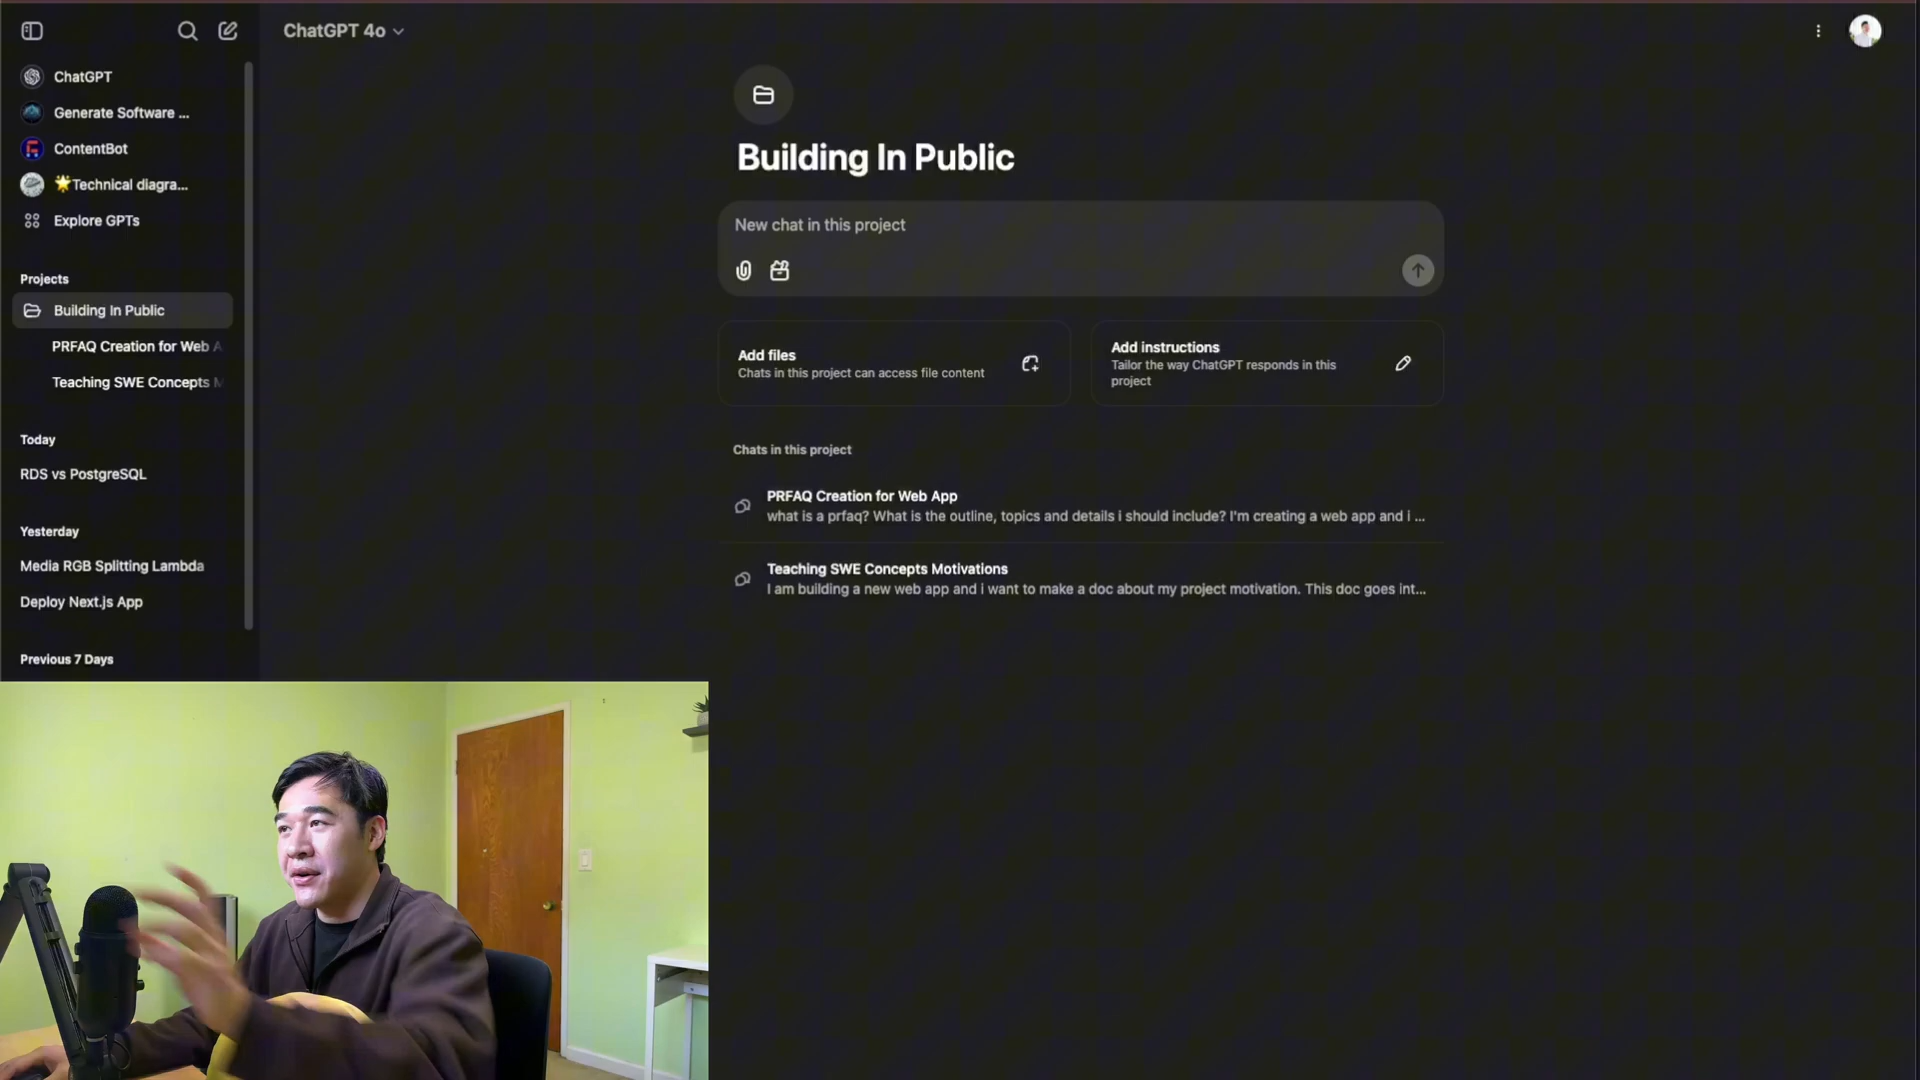 ChatGPT 4o
ChatGPT
Generate Software ...
ContentBot
🌟Technical diagra...
Explore GPTs
Projects
Building In Public
PRFAQ Creation for Web A
Teaching SWE Concepts M
Today
RDS vs PostgreSQL
Yesterday
Media RGB Splitting Lambda
Deploy Next.js App
Previous 7 Days
Building In Public
New chat in this project
Add files
Chats in this project can access file content
Add instructions
Tailor the way ChatGPT responds in this
project
Chats in this project
PRFAQ Creation for Web App
what is a prfaq? What is the outline, topics and details i should include? I'm creating a web app and i ...
Teaching SWE Concepts Motivations
I am building a new web app and i want to make a doc about my project motivation. This doc goes int...